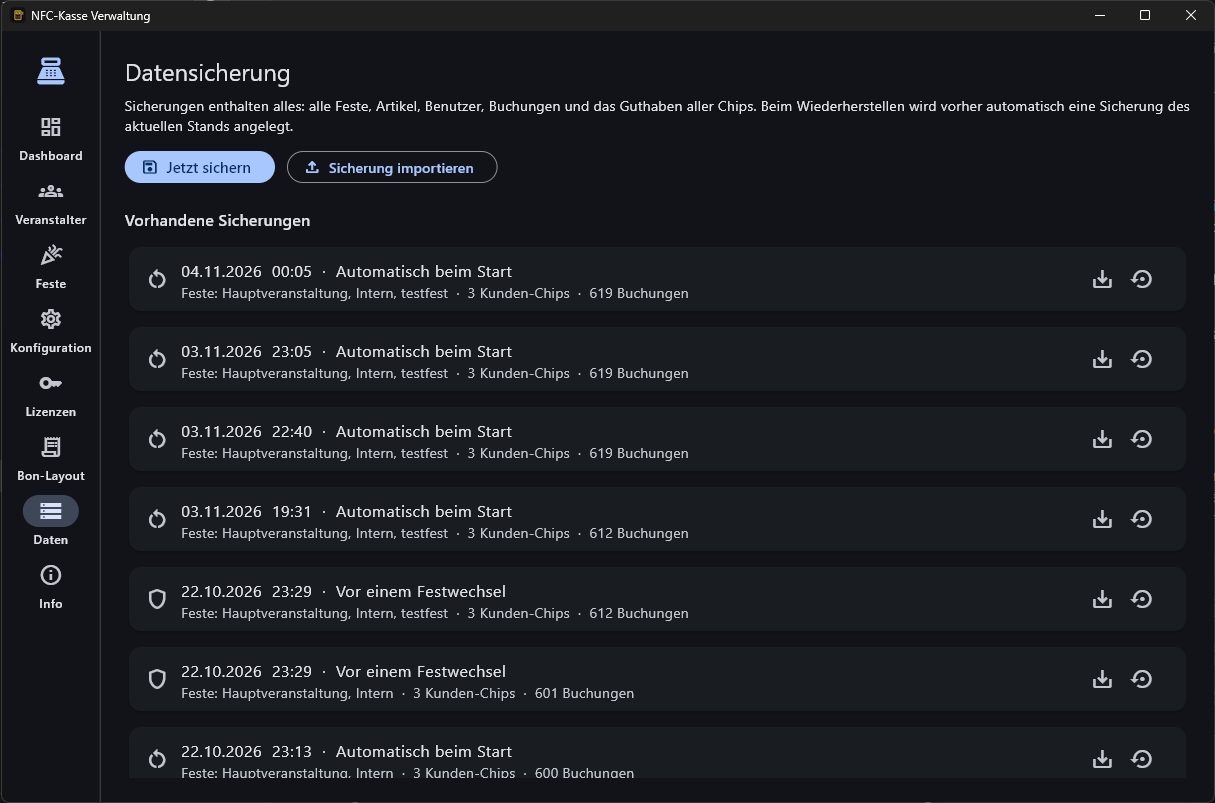 NFC-Kasse Verwaltung
Dashboard
Veranstalter
Feste
Konfiguration
Lizenzen
Bon-Layout
Daten
Info
Datensicherung
Sicherungen enthalten alles: alle Feste, Artikel, Benutzer, Buchungen und das Guthaben aller Chips. Beim Wiederherstellen wird vorher automatisch eine Sicherung des
aktuellen Stands angelegt.
Jetzt sichern
Sicherung importieren
Vorhandene Sicherungen
04.11.2026 00:05 · Automatisch beim Start
Feste: Hauptveranstaltung, Intern, testfest · 3 Kunden-Chips · 619 Buchungen
03.11.2026 23:05 · Automatisch beim Start
Feste: Hauptveranstaltung, Intern, testfest · 3 Kunden-Chips · 619 Buchungen
03.11.2026 22:40 · Automatisch beim Start
Feste: Hauptveranstaltung, Intern, testfest · 3 Kunden-Chips · 619 Buchungen
03.11.2026 19:31 · Automatisch beim Start
Feste: Hauptveranstaltung, Intern, testfest · 3 Kunden-Chips · 612 Buchungen
22.10.2026 23:29 · Vor einem Festwechsel
Feste: Hauptveranstaltung, Intern, testfest · 3 Kunden-Chips · 612 Buchungen
22.10.2026 23:29 · Vor einem Festwechsel
Feste: Hauptveranstaltung, Intern · 3 Kunden-Chips · 601 Buchungen
22.10.2026 23:13 · Automatisch beim Start
Feste: Hauptveranstaltung, Intern · 3 Kunden-Chips · 600 Buchungen